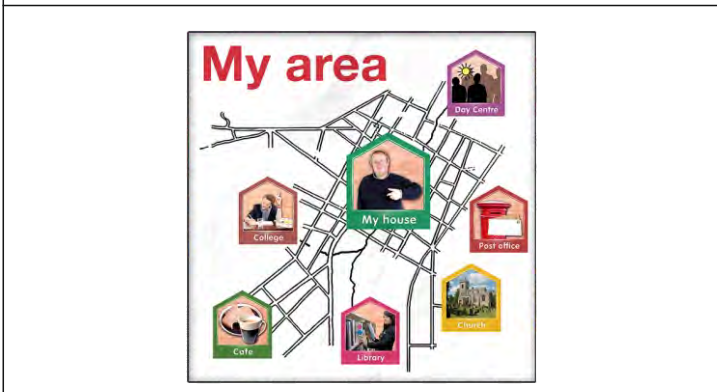 My area
Day Centre
My house
College
Post office
Church
Cafe
Library